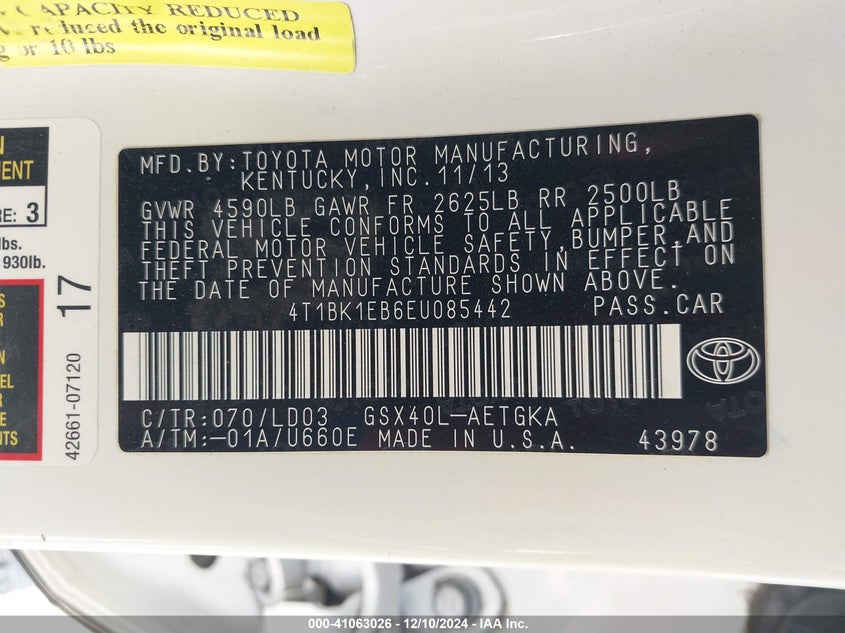 CAPACITY REDUCED
reduced the original load
g or 10 lbs
N
MENT
RE: 3
lbs.
930lb.
17
42661-07120
S
R
N
EL
R
UTS
MFD.BY:TOYOTA MOTOR MANUFACTURING,
KENTUCKY,INC.11/13
GVWR 4590LB GAWR FR 2625LB RR 2500LB
THIS VEHICLE CONFORMS TO ALL APPLICABLE
FEDERAL MOTOR VEHICLE SAFETY,BUMPER,AND
THEFT PREVENTION STANDARDS IN EFFECT ON
THE DATE OF MANUFACTURE SHOWN ABOVE.
4T1BK1EB6EU085442 PASS.CAR
C/TR:070/LD03 GSX40L-AETGKA
A/TM:-01A/U660E MADE IN U.S.A. 43978
000-41063026 - 12/10/2024 - IAA Inc.